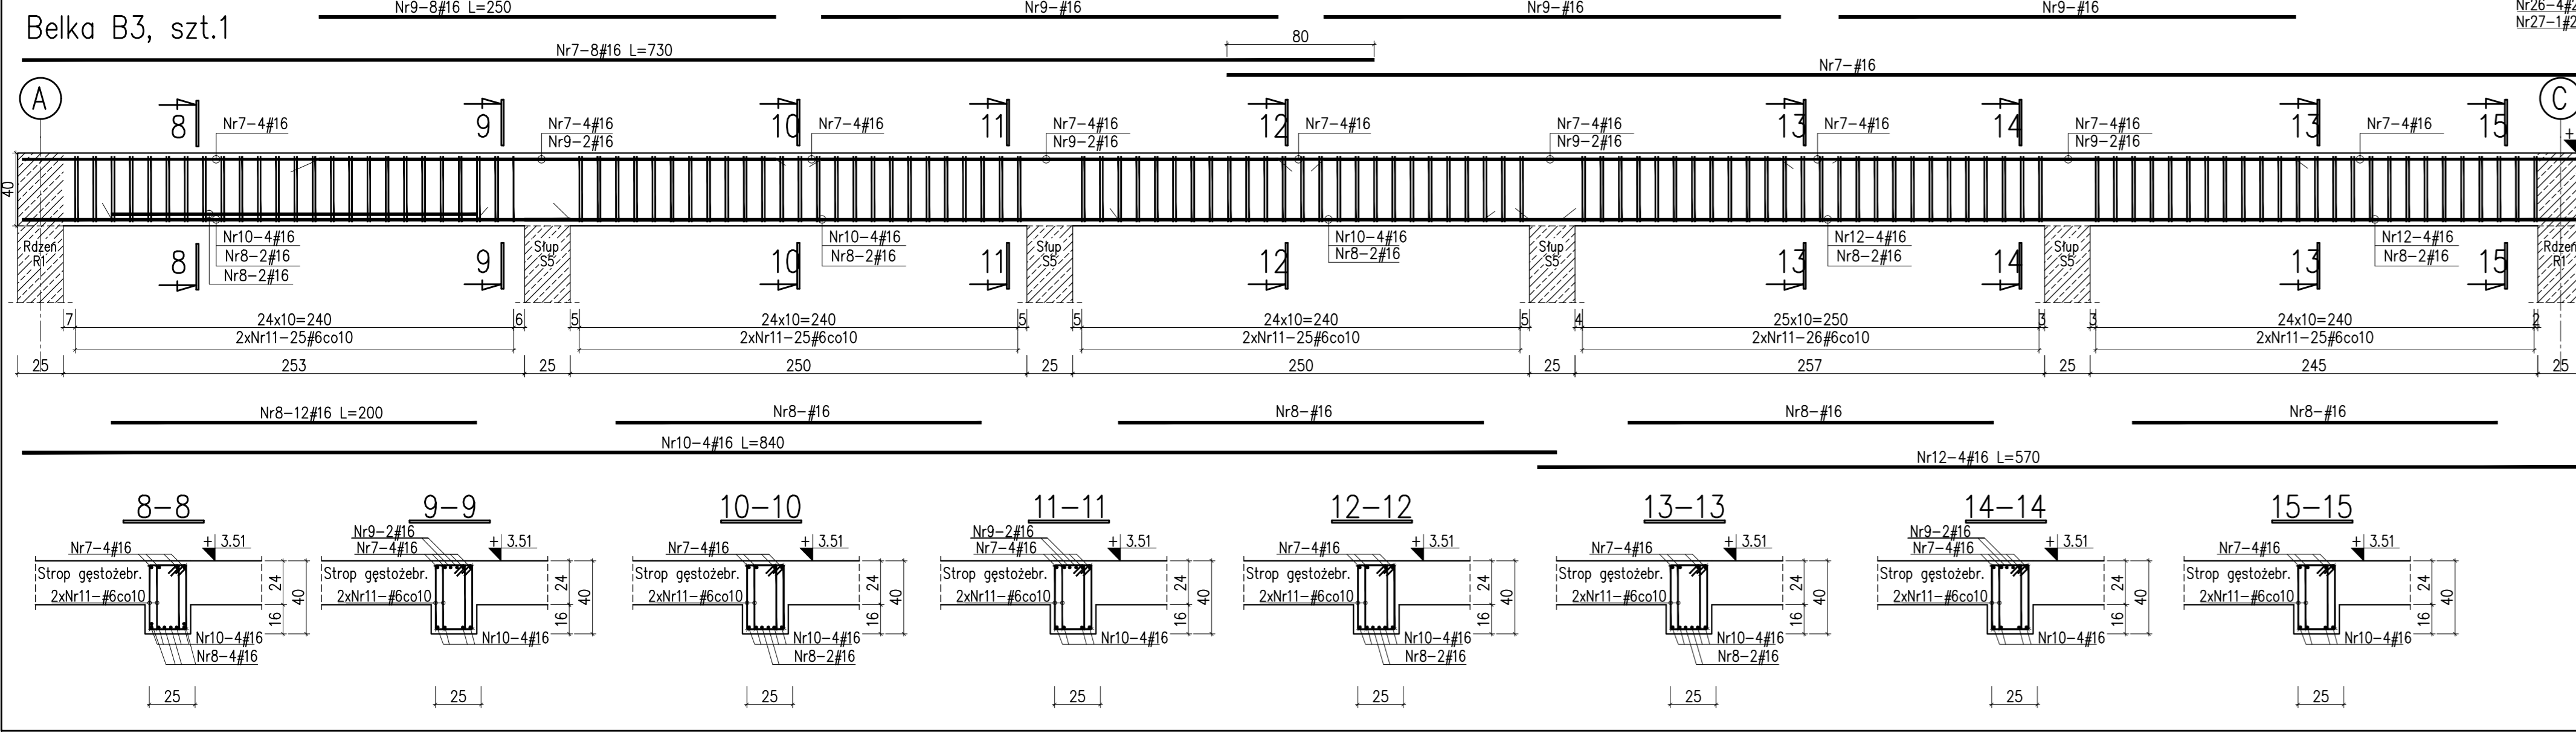 Nr9-8#16 L=250
Nr9-#16
Nr9-#16
Nr9-#16
Belka B3, szt.1
Nr7-8#16 L=730
80
Nr7-#16
A
C
8
9
10
11
12
13
14
13
15
Nr7-4#16
Nr7-4#16
Nr9-2#16
Nr7-4#16
Nr7-4#16
Nr9-2#16
Nr7-4#16
Nr7-4#16
Nr9-2#16
Nr7-4#16
Nr7-4#16
Nr9-2#16
Nr7-4#16
40
Rdzeń
R1
8
Nr10-4#16
Nr8-2#16
Nr8-2#16
9
Słup
S5
10
Nr10-4#16
Nr8-2#16
11
Słup
S5
12
Nr10-4#16
Nr8-2#16
Słup
S5
13
Nr12-4#16
Nr8-2#16
14
Słup
S5
13
Nr12-4#16
Nr8-2#16
15
Rdzeń
R1
7 24x10=240 6 5 24x10=240 5 5 24x10=240 5 4 25x10=250 3 3 24x10=240 2
2xNr11-25#6co10 2xNr11-25#6co10 2xNr11-25#6co10 2xNr11-26#6co10 2xNr11-25#6co10
25 253 25 250 25 250 25 257 25 245 25
Nr8-12#16 L=200
Nr8-#16
Nr8-#16
Nr8-#16
Nr8-#16
Nr10-4#16 L=840
Nr12-4#16 L=570
8-8
Nr7-4#16
+ 3.51
Strop gęstożebr.
2xNr11-#6co10
24
16
40
Nr10-4#16
Nr8-4#16
25
9-9
Nr9-2#16
Nr7-4#16
+ 3.51
Strop gęstożebr.
2xNr11-#6co10
24
16
40
Nr10-4#16
25
10-10
Nr7-4#16
+ 3.51
Strop gęstożebr.
2xNr11-#6co10
24
16
40
Nr10-4#16
Nr8-2#16
25
11-11
Nr9-2#16
Nr7-4#16
+ 3.51
Strop gęstożebr.
2xNr11-#6co10
24
16
40
Nr10-4#16
25
12-12
Nr7-4#16
+ 3.51
Strop gęstożebr.
2xNr11-#6co10
24
16
40
Nr10-4#16
Nr8-2#16
25
13-13
Nr7-4#16
+ 3.51
Strop gęstożebr.
2xNr11-#6co10
24
16
40
Nr10-4#16
Nr8-2#16
25
14-14
Nr9-2#16
Nr7-4#16
+ 3.51
Strop gęstożebr.
2xNr11-#6co10
24
16
40
Nr10-4#16
25
15-15
Nr7-4#16
+ 3.51
Strop gęstożebr.
2xNr11-#6co10
24
16
40
Nr10-4#16
25